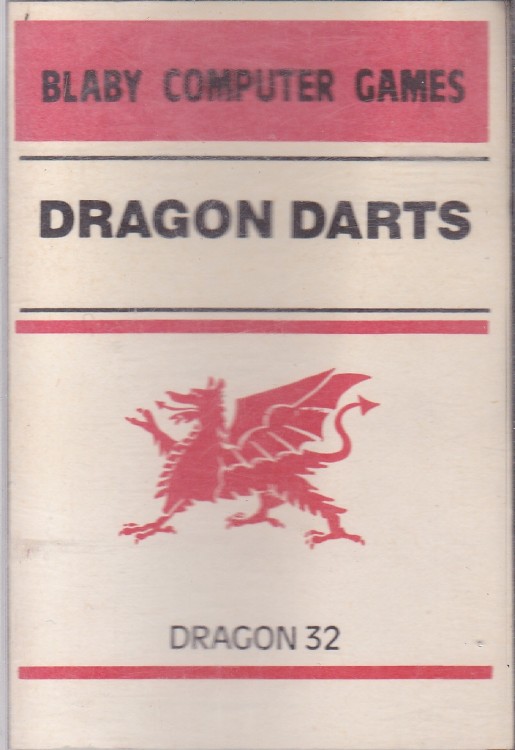 BLABY COMPUTER GAMES
DRAGON DARTS
DRAGON 32